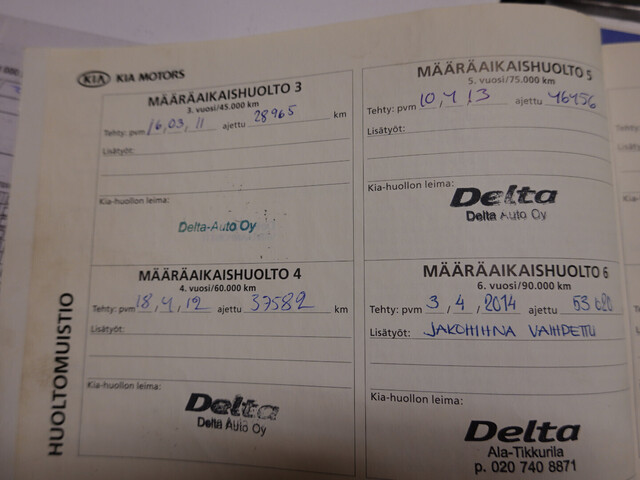 KIA KIA MOTORS
MÄÄRÄAIKAISHUOLTO 3
3. vuosi/45.000 km
Tehty: pvm 16,03, 11 ajettu 28965 km
Lisätyöt:
Kia-huollon leima:
Delta-Auto Oy
MÄÄRÄAIKAISHUOLTO 4
4. vuosi/60.000 km
Tehty: pvm 18,4,12 ajettu 37582 km
Lisätyöt:
Kia-huollon leima:
Delta
Delta Auto Oy
MÄÄRÄAIKAISHUOLTO 5
5. vuosi/75.000 km
Tehty: pvm 10,4 13 ajettu 46456
Lisätyöt:
Kia-huollon leima:
Delta
Delta Auto Oy
MÄÄRÄAIKAISHUOLTO 6
6. vuosi/90.000 km
Tehty: pvm 3,4,2014 ajettu 53 020
Lisätyöt: JAKOHIHNA VAIHDETTU
Kia-huollon leima:
Delta
Ala-Tikkurila
p. 020 740 8871
HUOLTOMUISTIO